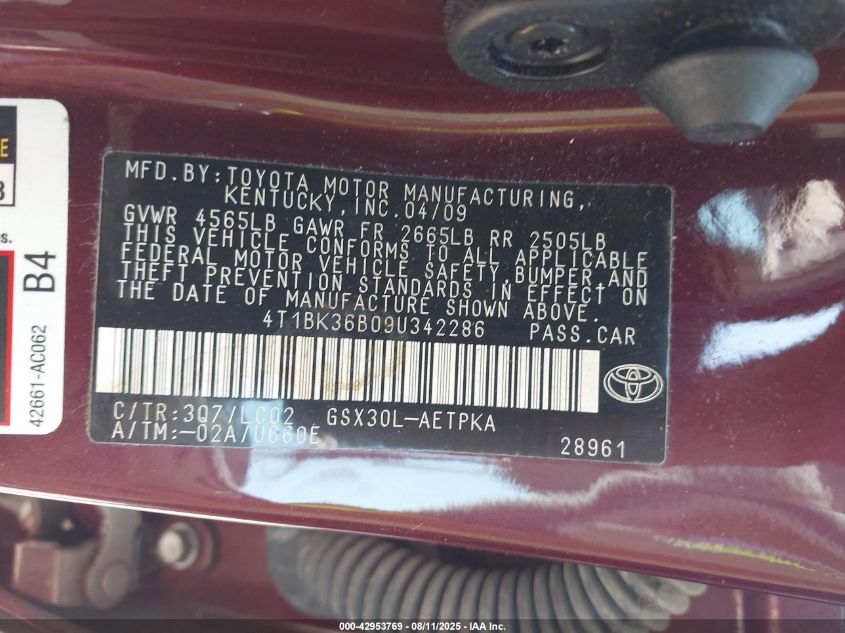 E
3
es.
B4
42661-AC062
MFD.BY:TOYOTA MOTOR MANUFACTURING,
KENTUCKY,INC.04/09
GVWR 4565LB GAWR FR 2665LB RR 2505LB
THIS VEHICLE CONFORMS TO ALL APPLICABLE
FEDERAL MOTOR VEHICLE SAFETY,BUMPER,AND
THEFT PREVENTION STANDARDS IN EFFECT ON
THE DATE OF MANUFACTURE SHOWN ABOVE.
4T1BK36B09U342286 PASS.CAR
C/TR:3Q7/LC02 GSX30L-AETPKA
A/TM:-02A7U660E
28961
000-42953769 - 08/11/2025 - IAA Inc.